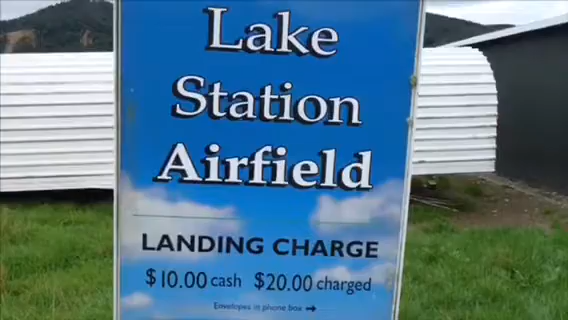 Lake
Station
Airfield
LANDING CHARGE
$10.00 cash $20.00 charged
Envelopes in phone box ➡